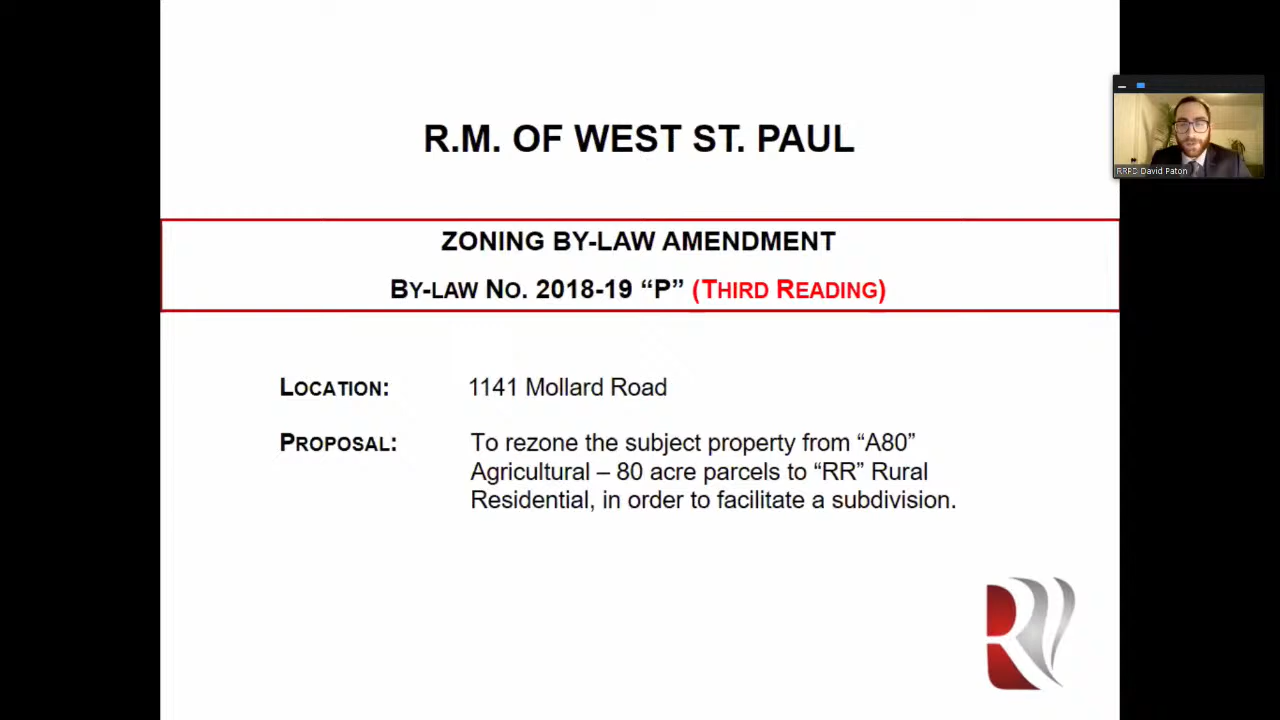 R.M. OF WEST ST. PAUL
ZONING BY-LAW AMENDMENT
BY-LAW NO. 2018-19 “P” (THIRD READING)
LOCATION: 1141 Mollard Road
PROPOSAL: To rezone the subject property from “A80”
Agricultural – 80 acre parcels to “RR” Rural
Residential, in order to facilitate a subdivision.
RRPD David Paton